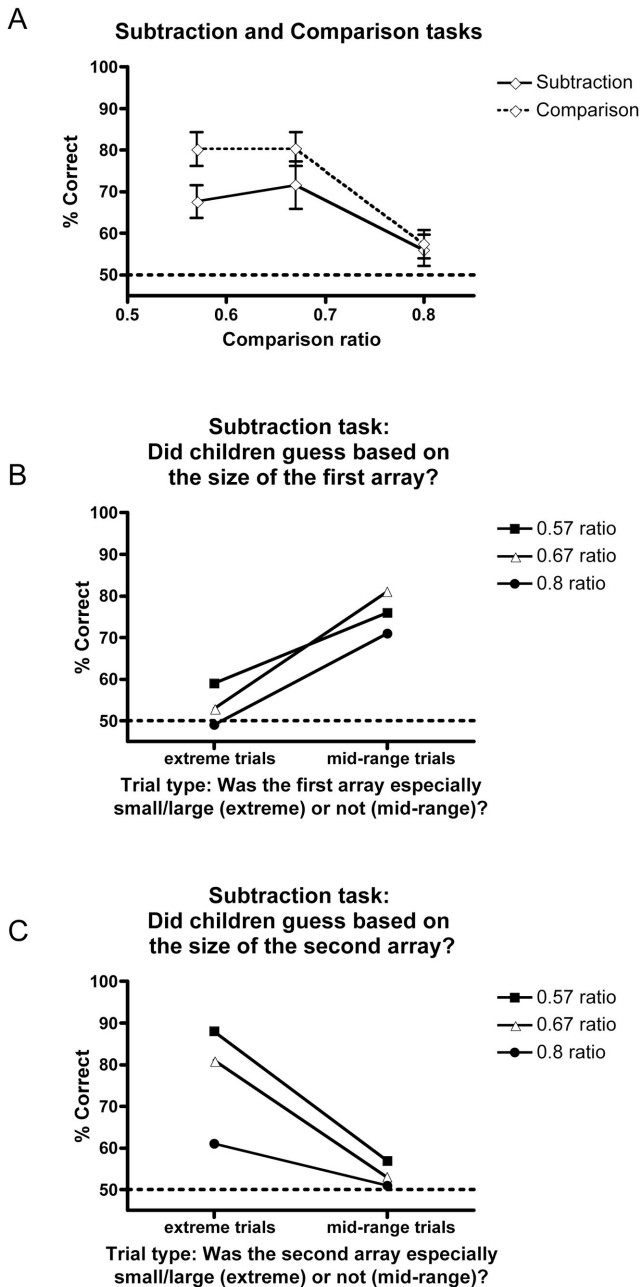 A
Subtraction and Comparison tasks
100
90
80
70
60
50
% Correct
0.5
0.6
0.7
0.8
Comparison ratio
Subtraction
Comparison
B
Subtraction task:
Did children guess based on
the size of the first array?
100
90
80
70
60
50
% Correct
extreme trials
mid-range trials
Trial type: Was the first array especially
small/large (extreme) or not (mid-range)?
0.57 ratio
0.67 ratio
0.8 ratio
C
Subtraction task:
Did children guess based on
the size of the second array?
100
90
80
70
60
50
% Correct
extreme trials
mid-range trials
Trial type: Was the second array especially
small/large (extreme) or not (mid-range)?
0.57 ratio
0.67 ratio
0.8 ratio